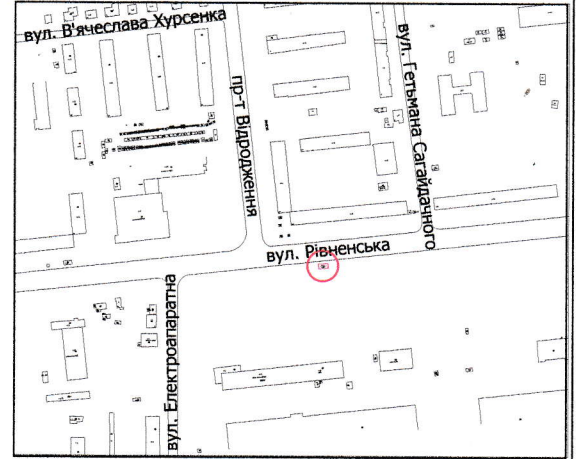 вул. В'ячеслава Хурсенка
пр-т Відродження
вул. Гетьмана Сагайдачного
вул. Рівненська
вул. Електроапаратна